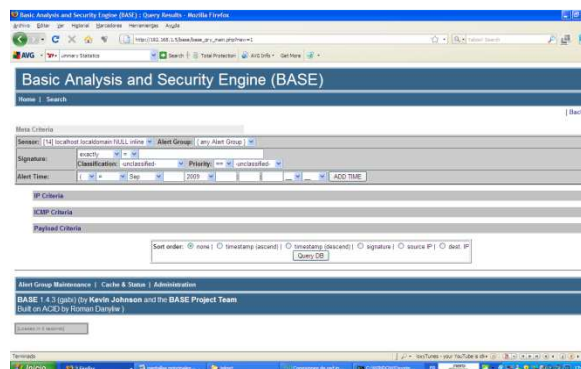 Basic Analysis and Security Engine (BASE) : Query Results - Mozilla Firefox
Archivo Editar Ver Historial Marcadores Herramientas Ayuda
AVG Search Total Protection AVG Info Get More
Basic Analysis and Security Engine (BASE)
Home | Search
Meta Criteria
Sensor: [14] localhost.localdomain NULL inline Alert Group: [ any Alert Group ]
Signature: exactly =
Classification: -unclassified- Priority: == -unclassified-
Alert Time: Sep 2009 ADD TIME
IP Criteria
ICMP Criteria
Payload Criteria
Sort order: none | timestamp (ascend) | timestamp (descend) | signature | source IP | dest. IP
Query DB
Alert Group Maintenance | Cache & Status | Administration
BASE 1.4.3 (gabi) (by Kevin Johnson and the BASE Project Team
Built on ACID by Roman Danyliw )
Terminado
Inicio